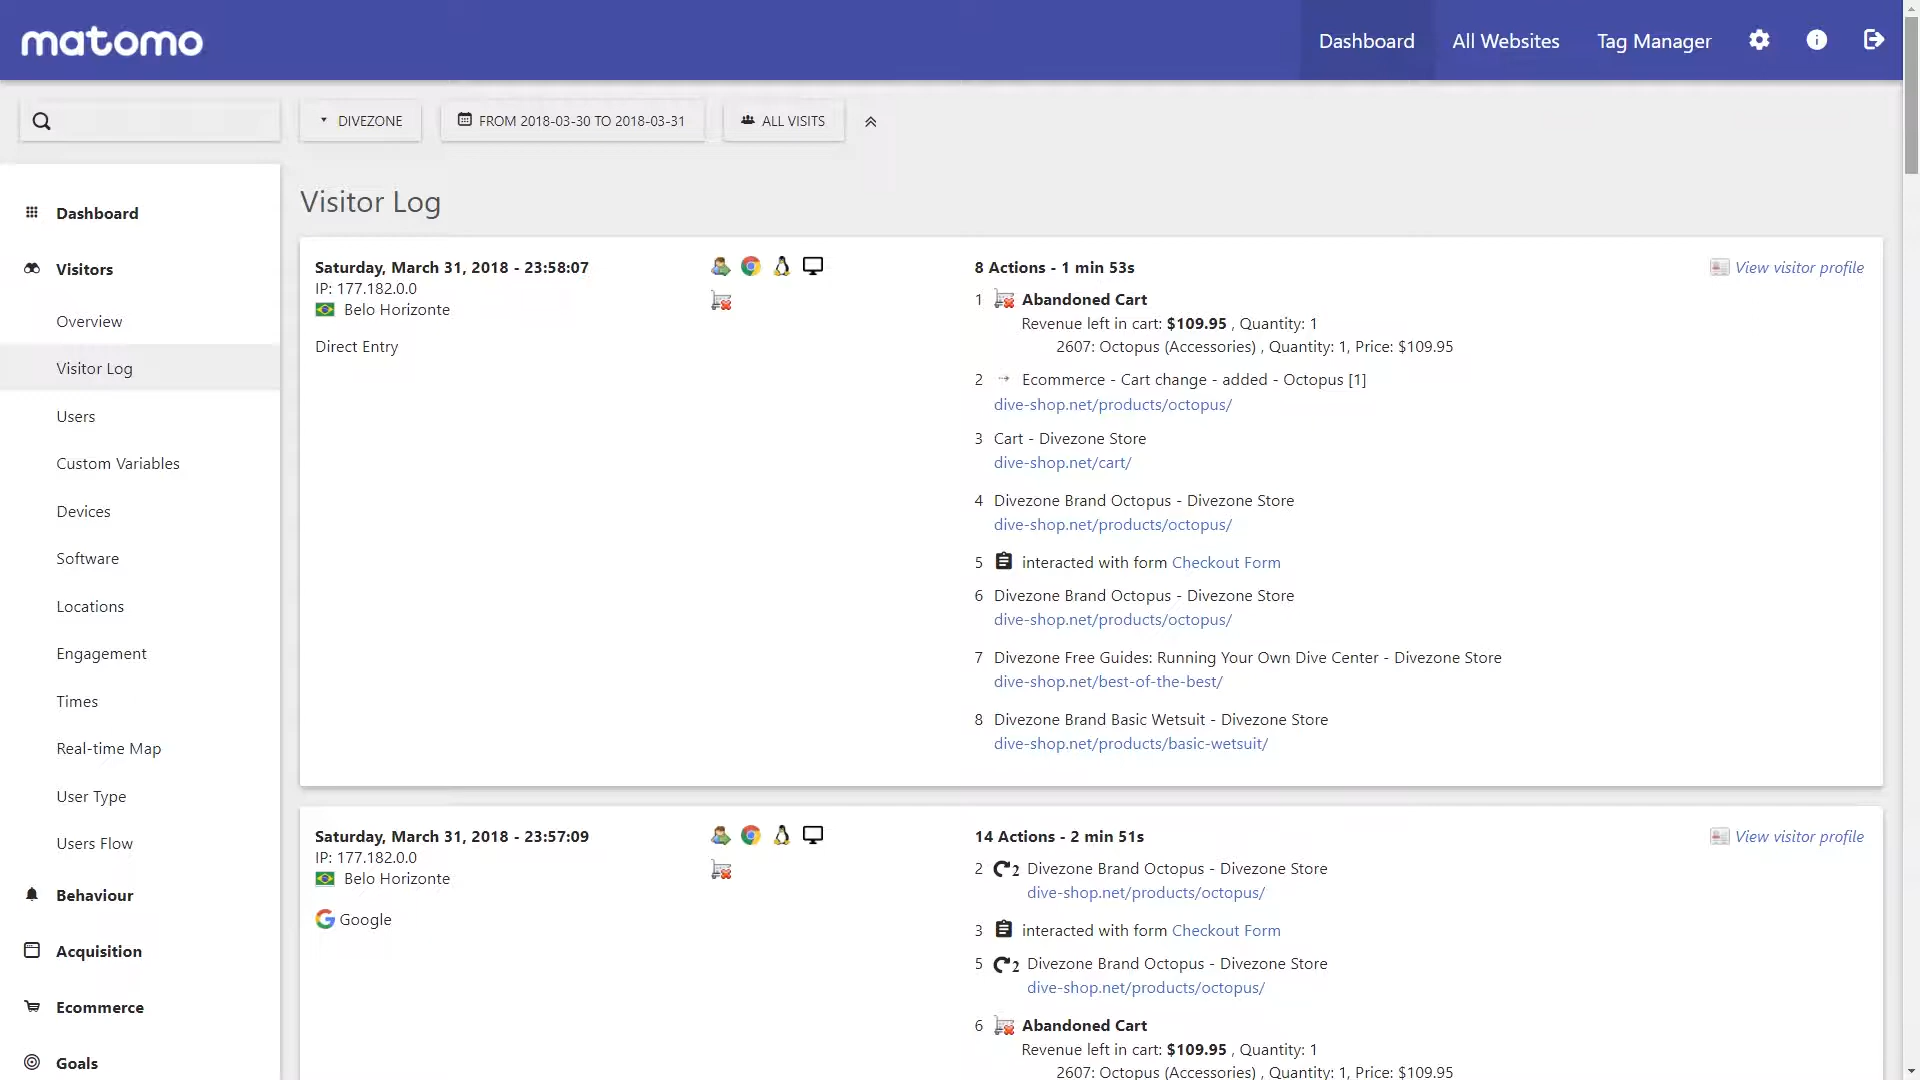 matomo
Dashboard
All Websites
Tag Manager
DIVEZONE
FROM 2018-03-30 TO 2018-03-31
ALL VISITS
Dashboard
Visitors
Overview
Visitor Log
Users
Custom Variables
Devices
Software
Locations
Engagement
Times
Real-time Map
User Type
Users Flow
Behaviour
Acquisition
Ecommerce
Goals
Visitor Log
Saturday, March 31, 2018 - 23:58:07
IP: 177.182.0.0
Belo Horizonte
Direct Entry
8 Actions - 1 min 53s
View visitor profile
1 Abandoned Cart
Revenue left in cart: $109.95 , Quantity: 1
2607: Octopus (Accessories) , Quantity: 1, Price: $109.95
2 Ecommerce - Cart change - added - Octopus [1]
dive-shop.net/products/octopus/
3 Cart - Divezone Store
dive-shop.net/cart/
4 Divezone Brand Octopus - Divezone Store
dive-shop.net/products/octopus/
5 interacted with form Checkout Form
6 Divezone Brand Octopus - Divezone Store
dive-shop.net/products/octopus/
7 Divezone Free Guides: Running Your Own Dive Center - Divezone Store
dive-shop.net/best-of-the-best/
8 Divezone Brand Basic Wetsuit - Divezone Store
dive-shop.net/products/basic-wetsuit/
Saturday, March 31, 2018 - 23:57:09
IP: 177.182.0.0
Belo Horizonte
Google
14 Actions - 2 min 51s
View visitor profile
2 2 Divezone Brand Octopus - Divezone Store
dive-shop.net/products/octopus/
3 interacted with form Checkout Form
5 2 Divezone Brand Octopus - Divezone Store
dive-shop.net/products/octopus/
6 Abandoned Cart
Revenue left in cart: $109.95 , Quantity: 1
2607: Octopus (Accessories) , Quantity: 1, Price: $109.95